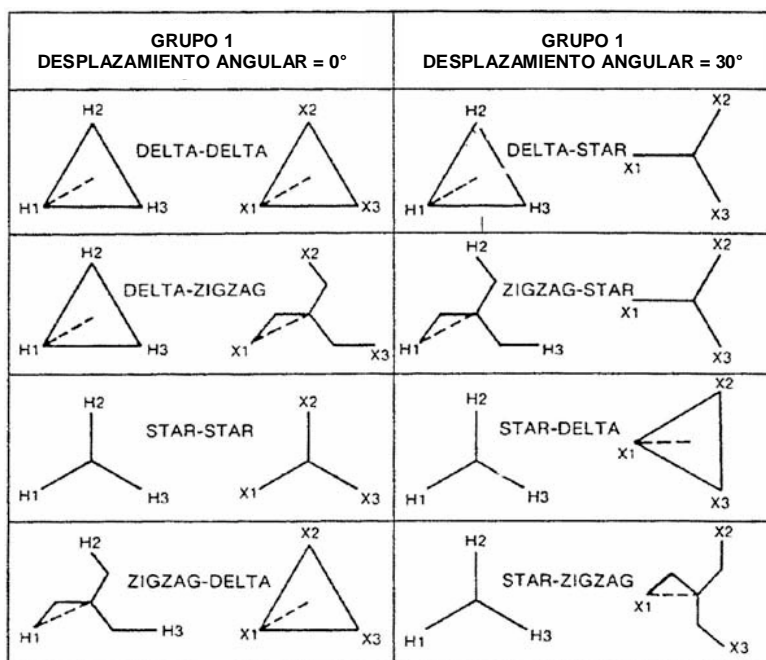 GRUPO 1
DESPLAZAMIENTO ANGULAR = 0°
GRUPO 1
DESPLAZAMIENTO ANGULAR = 30°
H2
DELTA-DELTA
H1
H3
X2
X1
X3
H2
DELTA-STAR
H1
H3
X2
X1
X3
H2
DELTA-ZIGZAG
H1
H3
X2
X1
X3
H2
ZIGZAG-STAR
H1
H3
X2
X1
X3
H2
STAR-STAR
H1
H3
X2
X1
X3
H2
STAR-DELTA
H1
H3
X2
X1
X3
H2
ZIGZAG-DELTA
H1
H3
X2
X1
X3
H2
STAR-ZIGZAG
H1
H3
X2
X1
X3